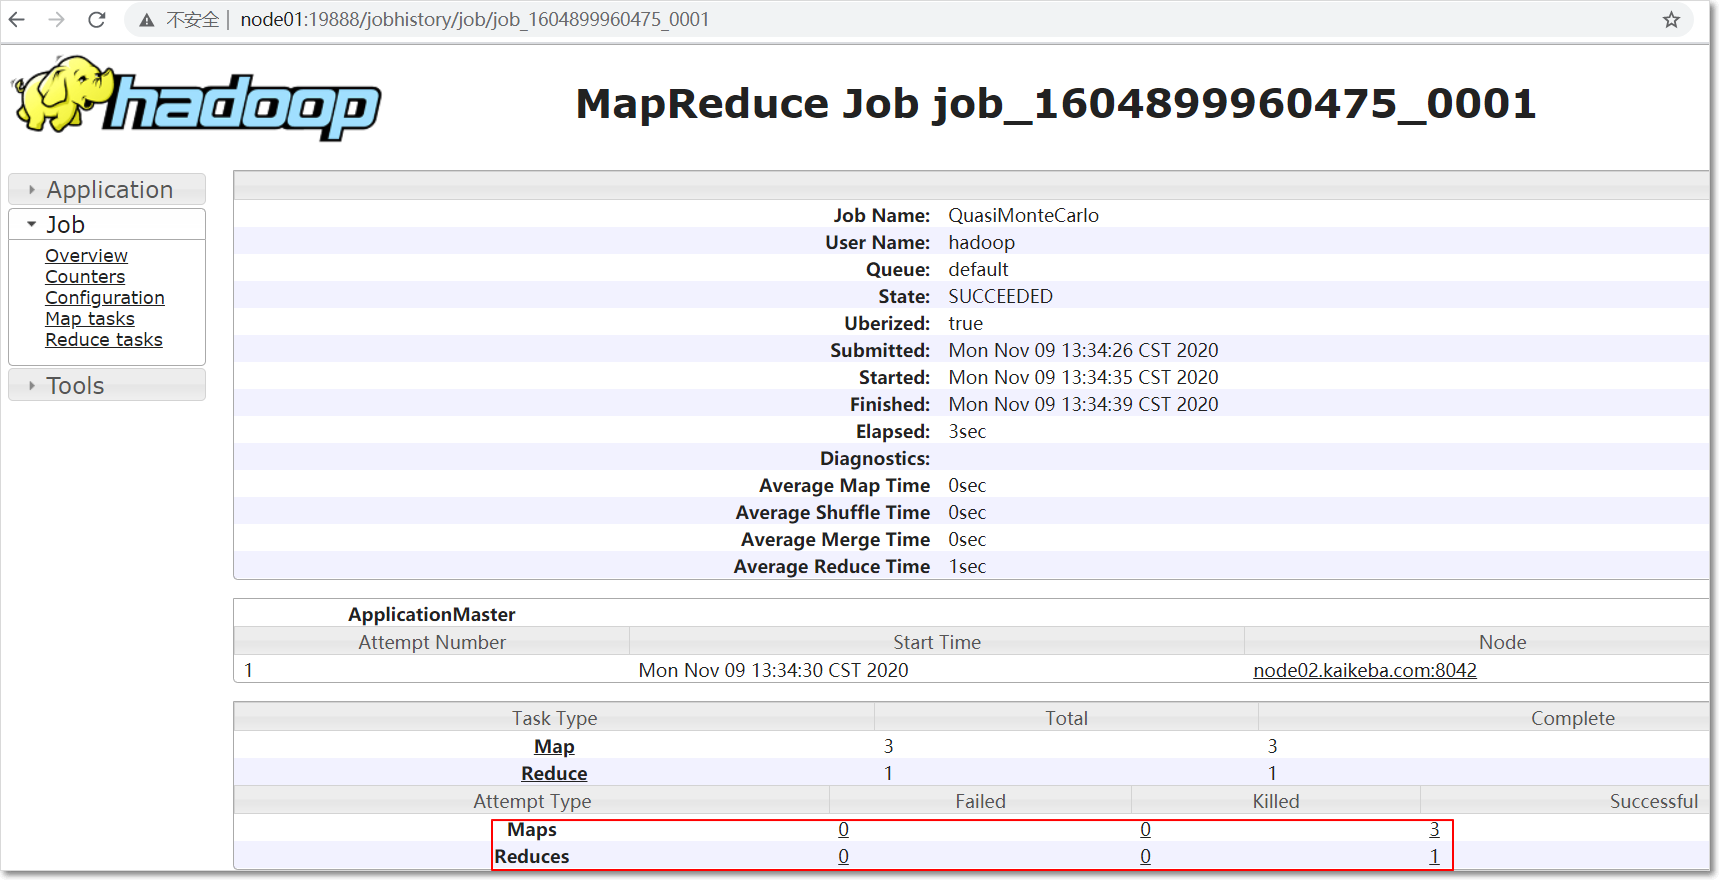 不安全 | node01:19888/jobhistory/job/job_1604899960475_0001
hadoop
MapReduce Job job_1604899960475_0001
Application
Job
Overview
Counters
Configuration
Map tasks
Reduce tasks
Tools
Job Name: QuasiMonteCarlo
User Name: hadoop
Queue: default
State: SUCCEEDED
Uberized: true
Submitted: Mon Nov 09 13:34:26 CST 2020
Started: Mon Nov 09 13:34:35 CST 2020
Finished: Mon Nov 09 13:34:39 CST 2020
Elapsed: 3sec
Diagnostics:
Average Map Time 0sec
Average Shuffle Time 0sec
Average Merge Time 0sec
Average Reduce Time 1sec
ApplicationMaster
Attempt Number Start Time Node
1 Mon Nov 09 13:34:30 CST 2020 node02.kaikeba.com:8042
Task Type Total Complete
Map 3 3
Reduce 1 1
Attempt Type Failed Killed Successful
Maps 0 0 3
Reduces 0 0 1